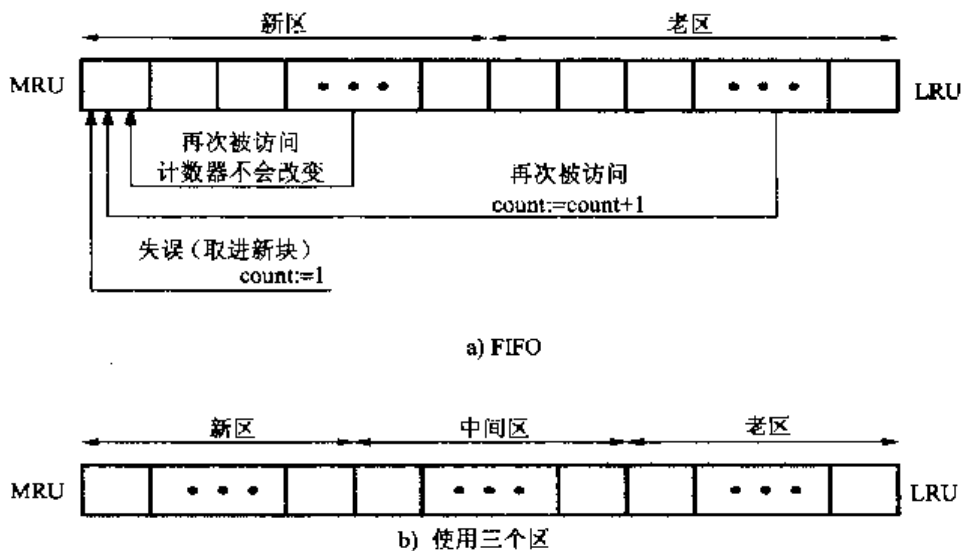 新区 老区
MRU • • • • • • LRU
再次被访问
计数器不会改变
再次被访问
count:=count+1
失误(取进新块)
count:=1
a) FIFO
新区 中间区 老区
MRU • • • • • • • • • LRU
b) 使用三个区